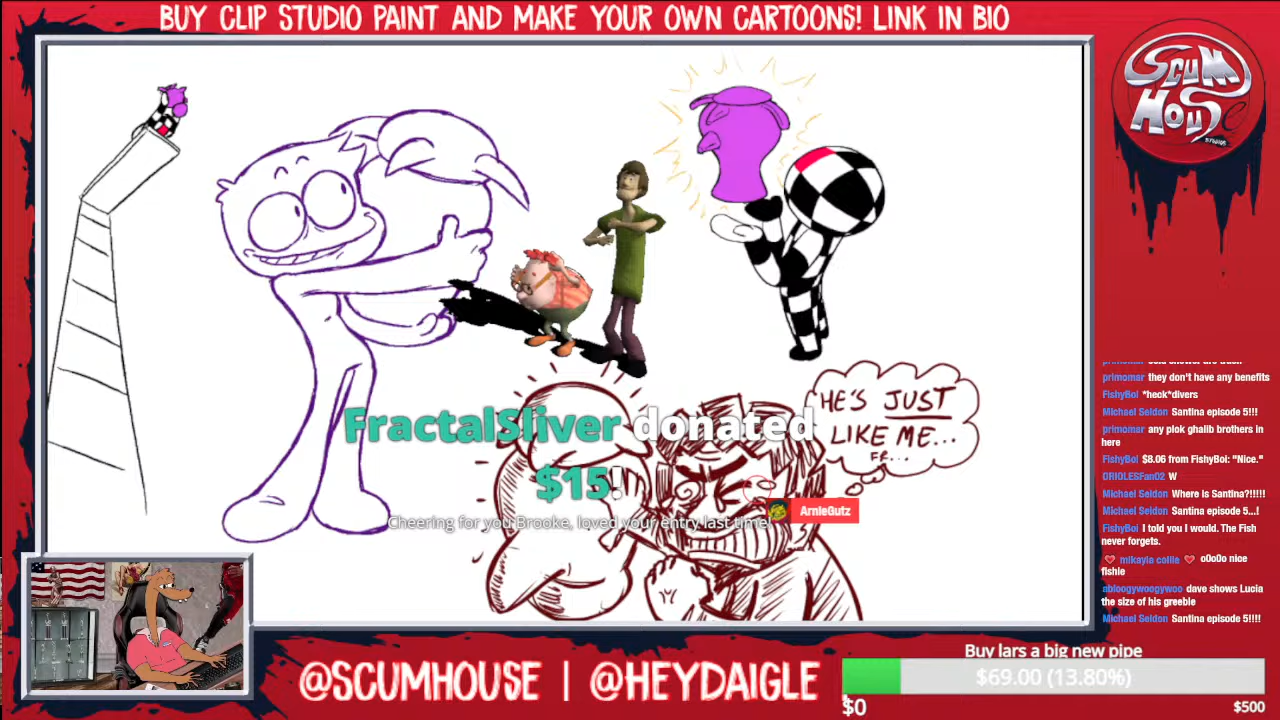 BUY CLIP STUDIO PAINT AND MAKE YOUR OWN CARTOONS! LINK IN BIO
SCUM
HOUSE
STUDIOS
HE'S JUST
LIKE ME...
FR...
FractalSliver donated
$15!
Cheering for you Brooke, loved your entry last time!
ArnieGutz
primomar they don't have any benefits
FishyBoi *heck*divers
Michael Seldon Santina episode 5!!!
primomar any plok ghalib brothers in
here
FishyBoi $8.06 from FishyBoi: "Nice."
ORIOLESFan02 W
Michael Seldon Where is Santina?!!!!!
Michael Seldon Santina episode 5...!
FishyBoi I told you I would. The Fish
never forgets.
mikayla collie o0o0o nice
fishie
abloogywoogywoo dave shows Lucia
the size of his greeble
Michael Seldon Santina episode 5!!!!
@SCUMHOUSE | @HEYDAIGLE
Buy lars a big new pipe
$69.00 (13.80%)
$0
$500